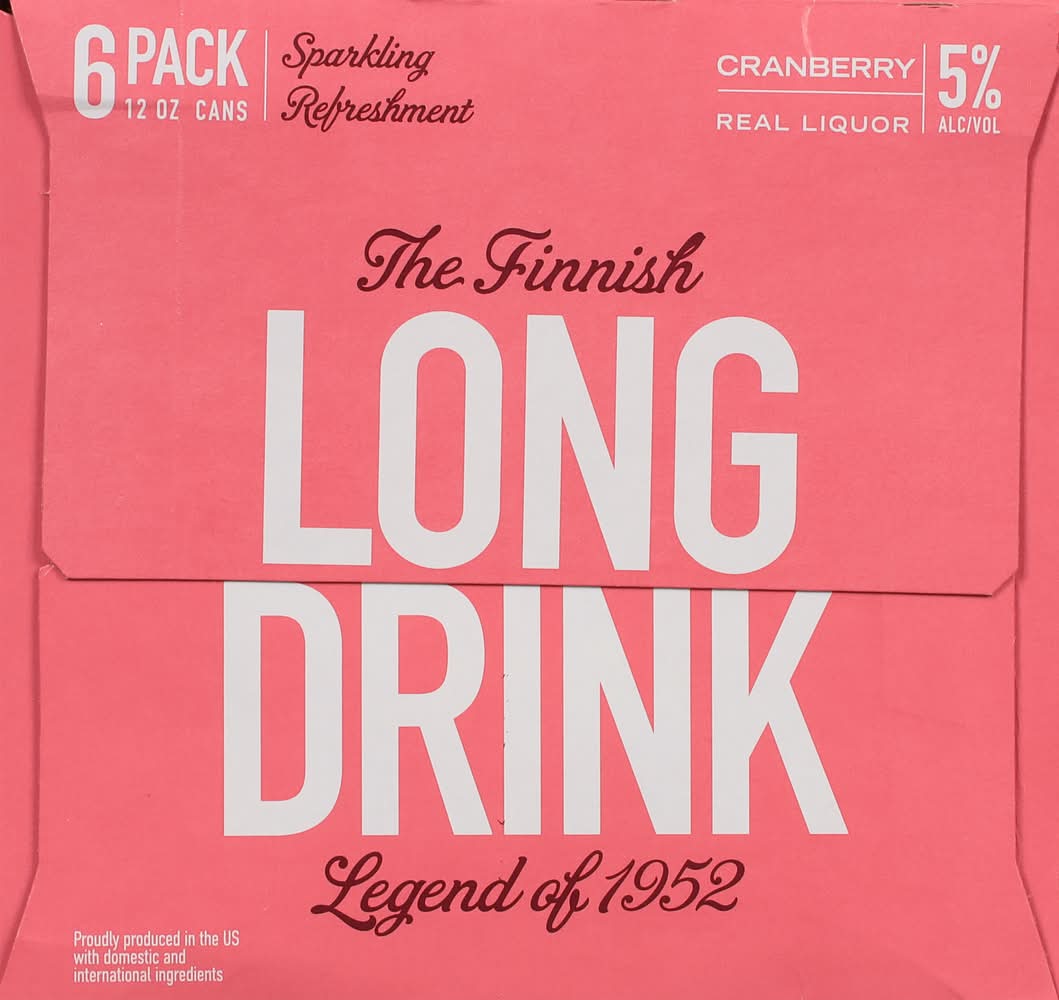 6 PACK
12 OZ CANS
Sparkling
Refreshment
CRANBERRY
REAL LIQUOR
5%
ALC/VOL
The Finnish
LONG
DRINK
Legend of 1952
Proudly produced in the US
with domestic and
international ingredients